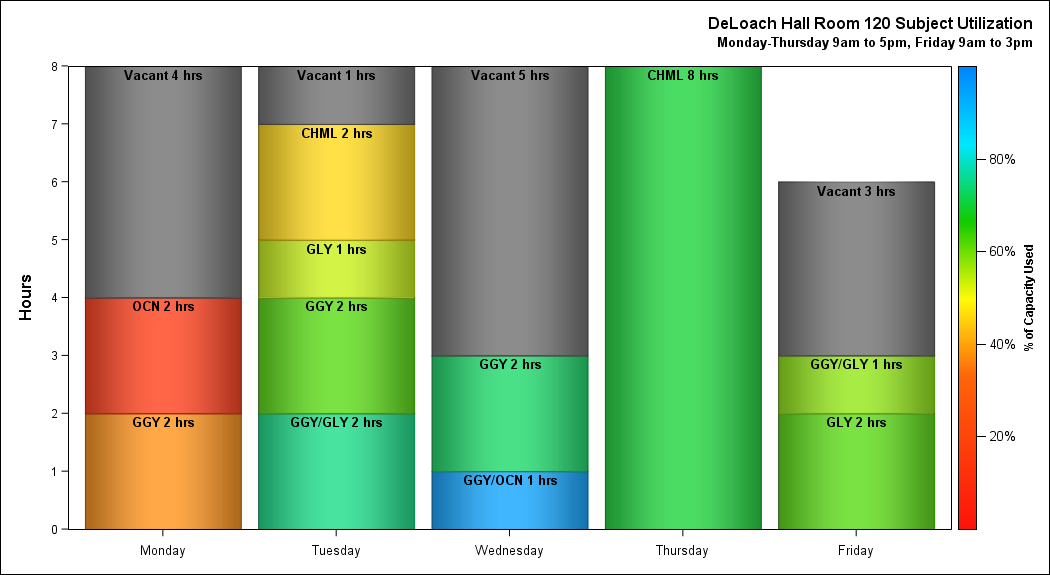 DeLoach Hall Room 120 Subject Utilization
Monday-Thursday 9am to 5pm, Friday 9am to 3pm
Hours
8
7
6
5
4
3
2
1
0
Vacant 4 hrs
OCN 2 hrs
GGY 2 hrs
Vacant 1 hrs
CHML 2 hrs
GLY 1 hrs
GGY 2 hrs
GGY/GLY 2 hrs
Vacant 5 hrs
GGY 2 hrs
GGY/OCN 1 hrs
CHML 8 hrs
Vacant 3 hrs
GGY/GLY 1 hrs
GLY 2 hrs
Monday
Tuesday
Wednesday
Thursday
Friday
80%
60%
40%
20%
% of Capacity Used